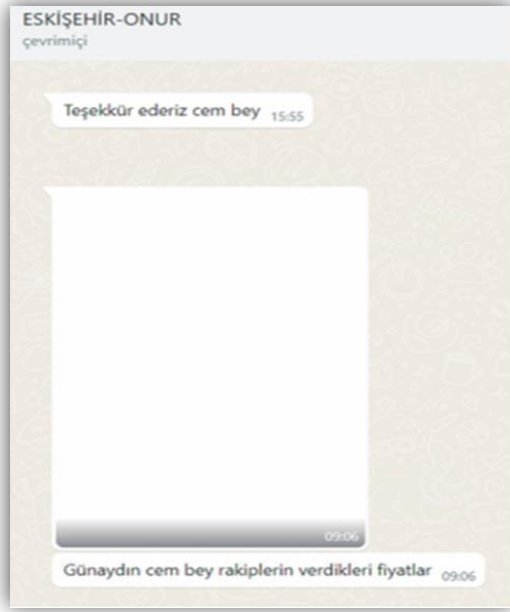 ESKİŞEHİR-ONUR
çevrimiçi
Teşekkür ederiz cem bey 15:55
09:06
Günaydın cem bey rakiplerin verdikleri fiyatlar 09:06